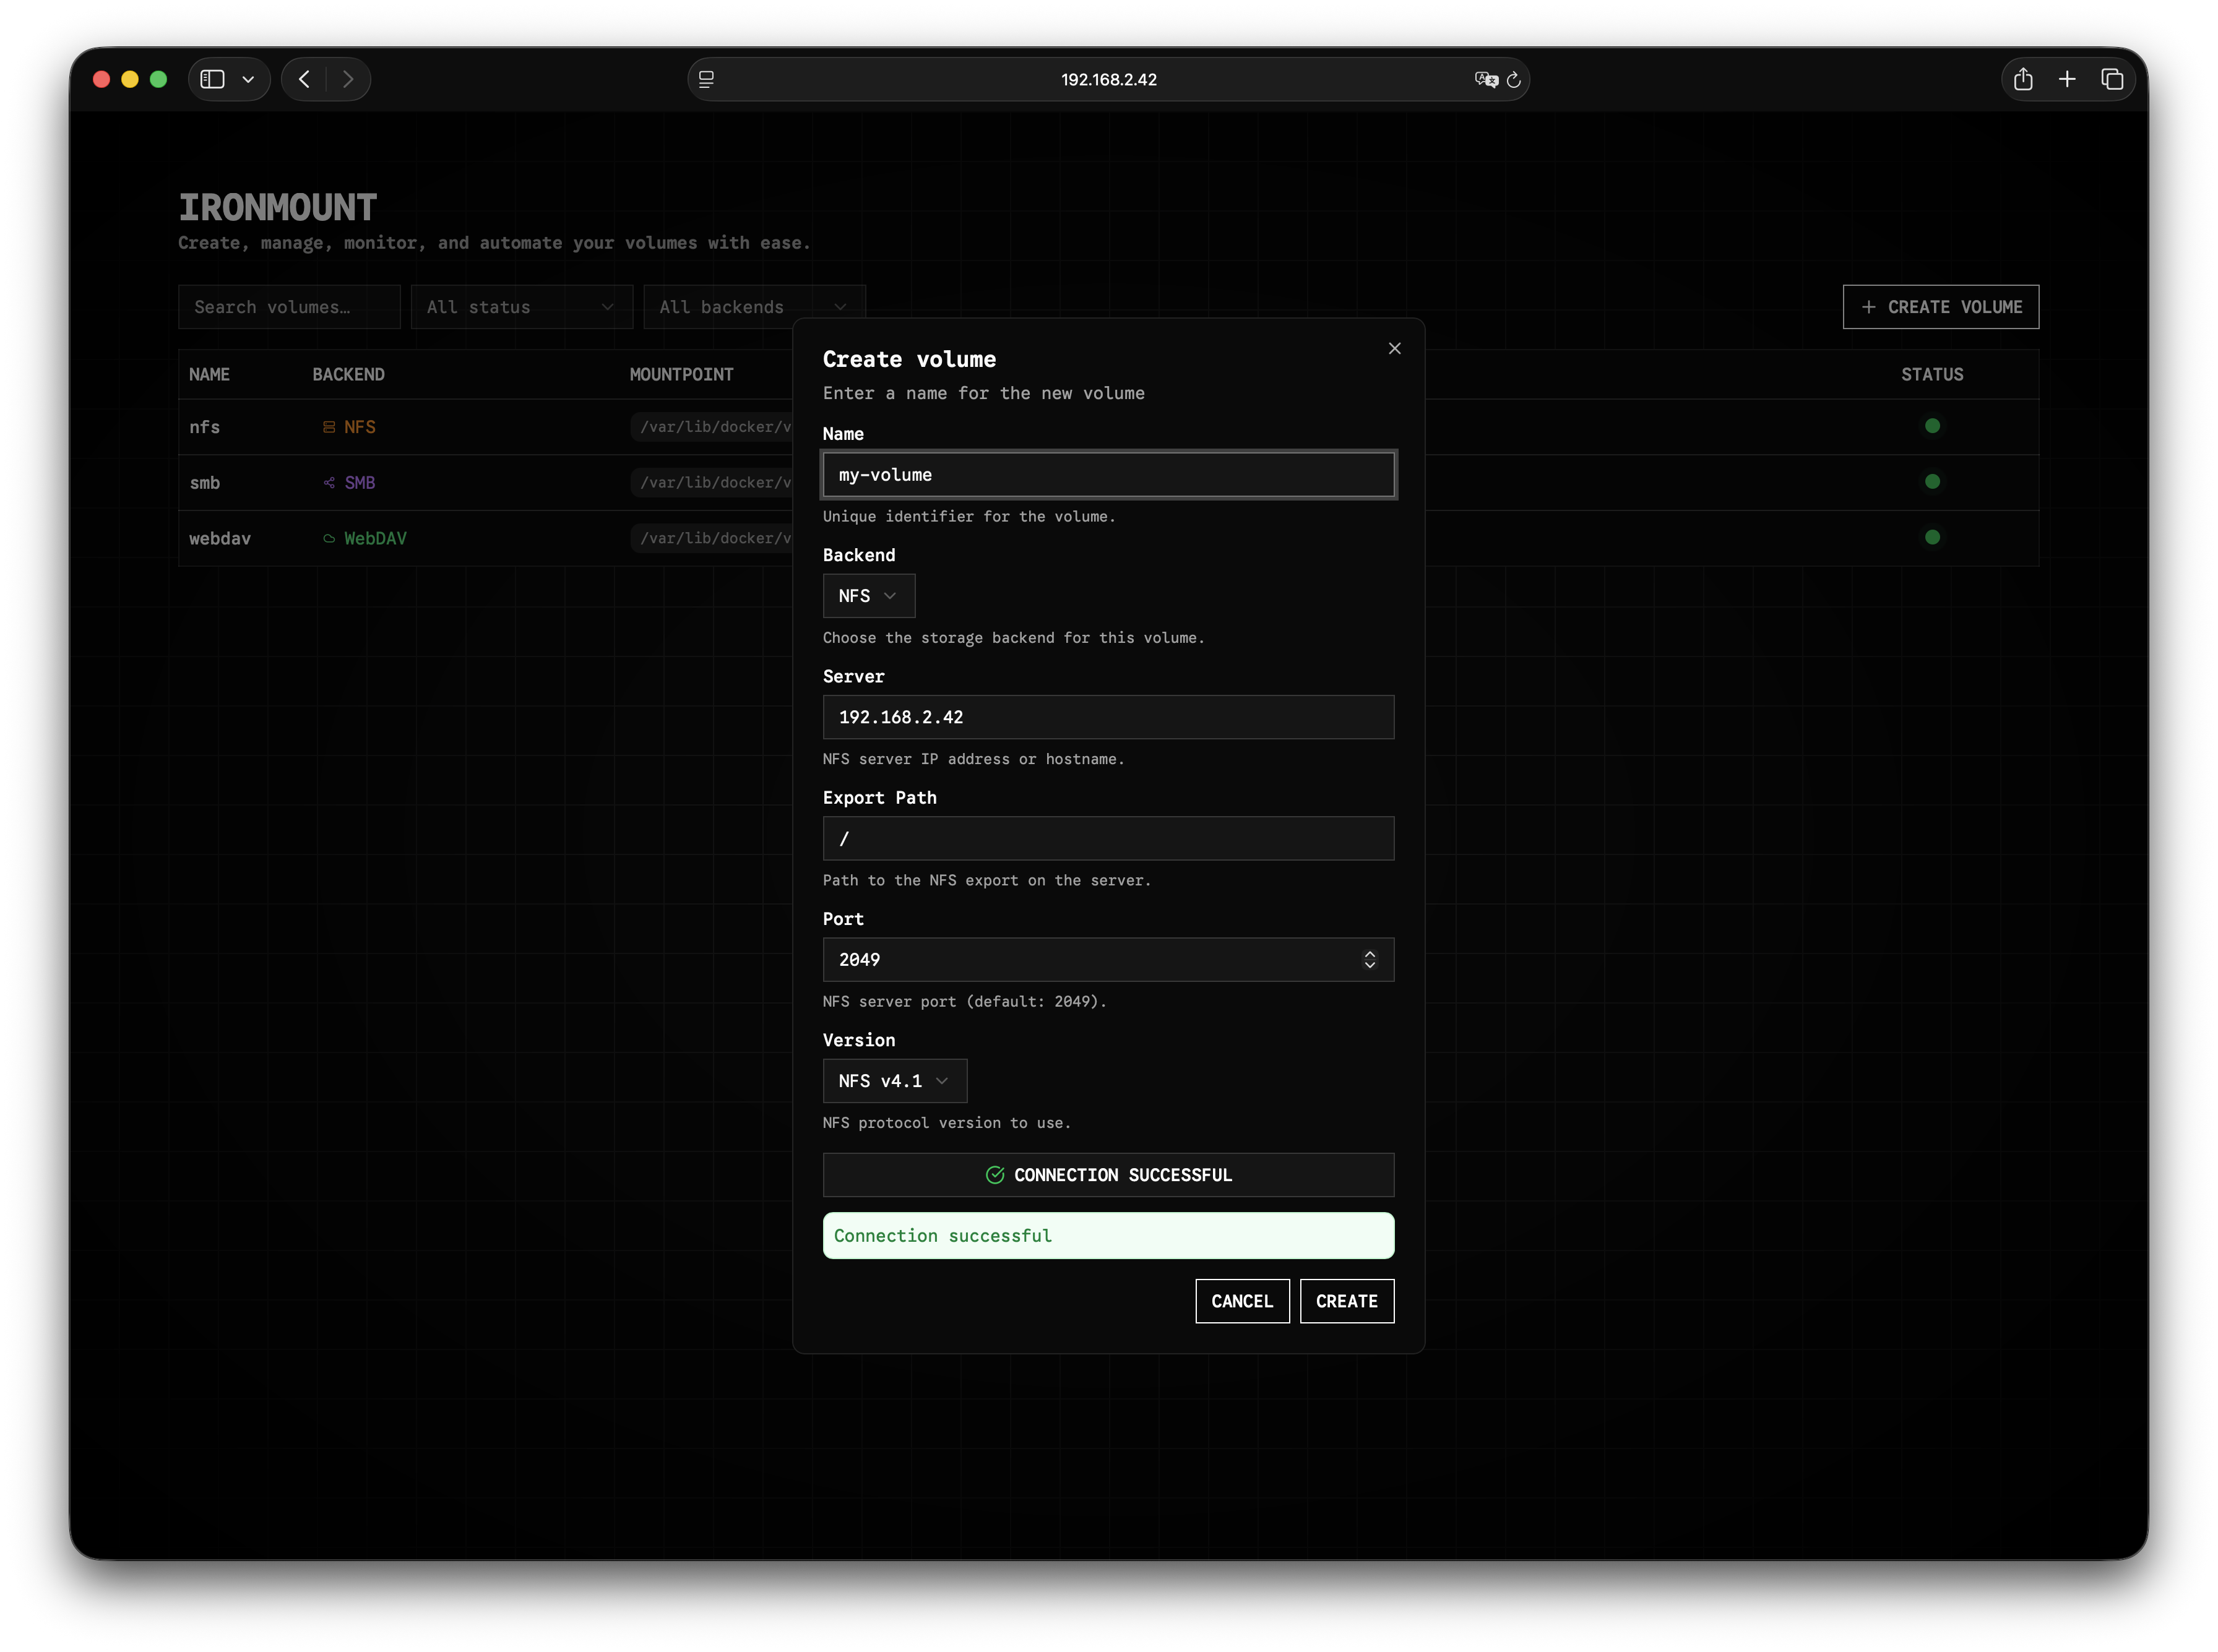 192.168.2.42
IRONMOUNT
Create, manage, monitor, and automate your volumes with ease.
Search volumes…
All status
All backends
+ CREATE VOLUME
NAME BACKEND MOUNTPOINT STATUS
nfs NFS /var/lib/docker/v
smb SMB /var/lib/docker/v
webdav WebDAV /var/lib/docker/v
Create volume
Enter a name for the new volume
Name
my-volume
Unique identifier for the volume.
Backend
NFS
Choose the storage backend for this volume.
Server
192.168.2.42
NFS server IP address or hostname.
Export Path
/
Path to the NFS export on the server.
Port
2049
NFS server port (default: 2049).
Version
NFS v4.1
NFS protocol version to use.
CONNECTION SUCCESSFUL
Connection successful
CANCEL
CREATE